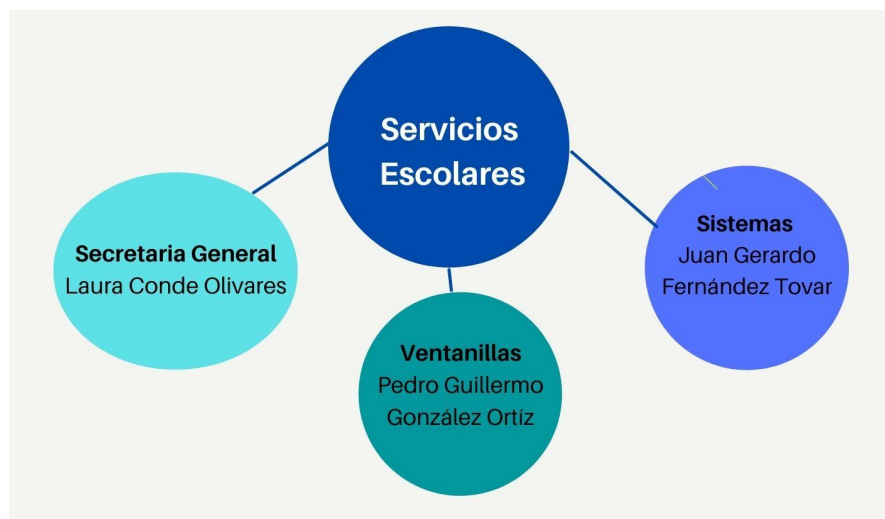 Servicios
Escolares
Secretaria General
Laura Conde Olivares
Ventanillas
Pedro Guillermo
González Ortíz
Sistemas
Juan Gerardo
Fernández Tovar